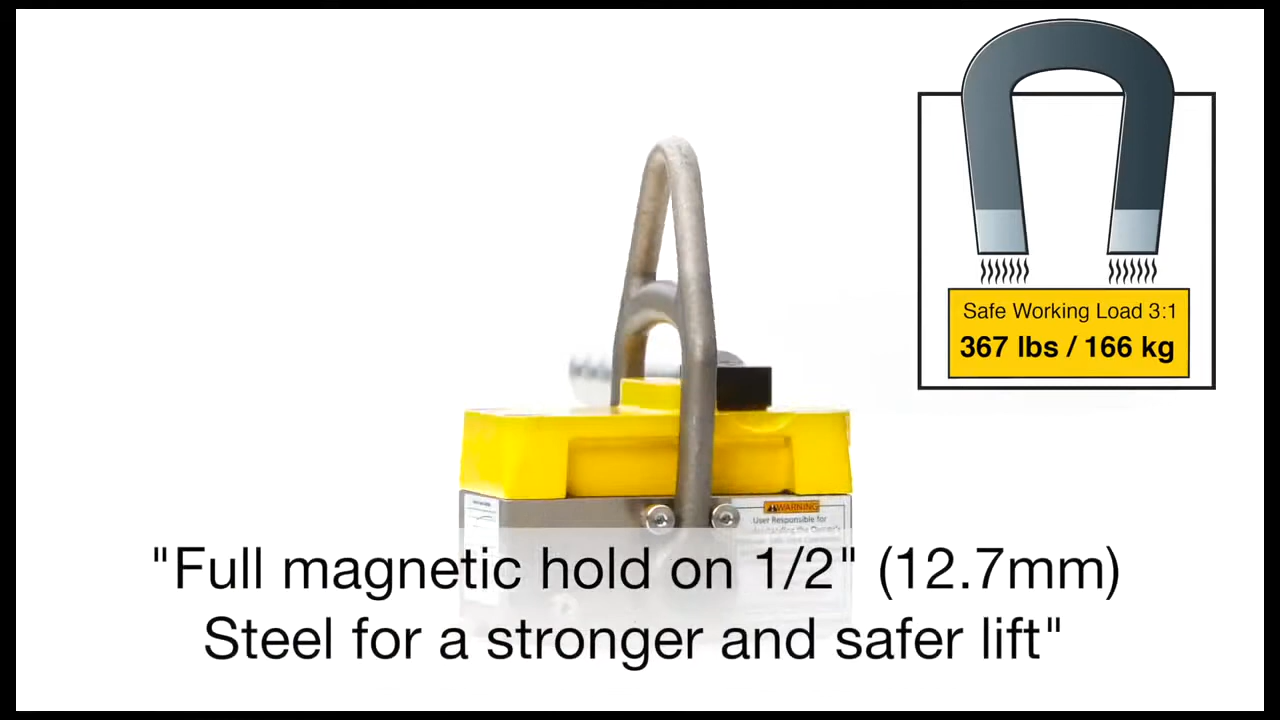 Safe Working Load 3:1
367 lbs / 166 kg
WARNING
User Responsible for
"Full magnetic hold on 1/2" (12.7mm)
Steel for a stronger and safer lift"